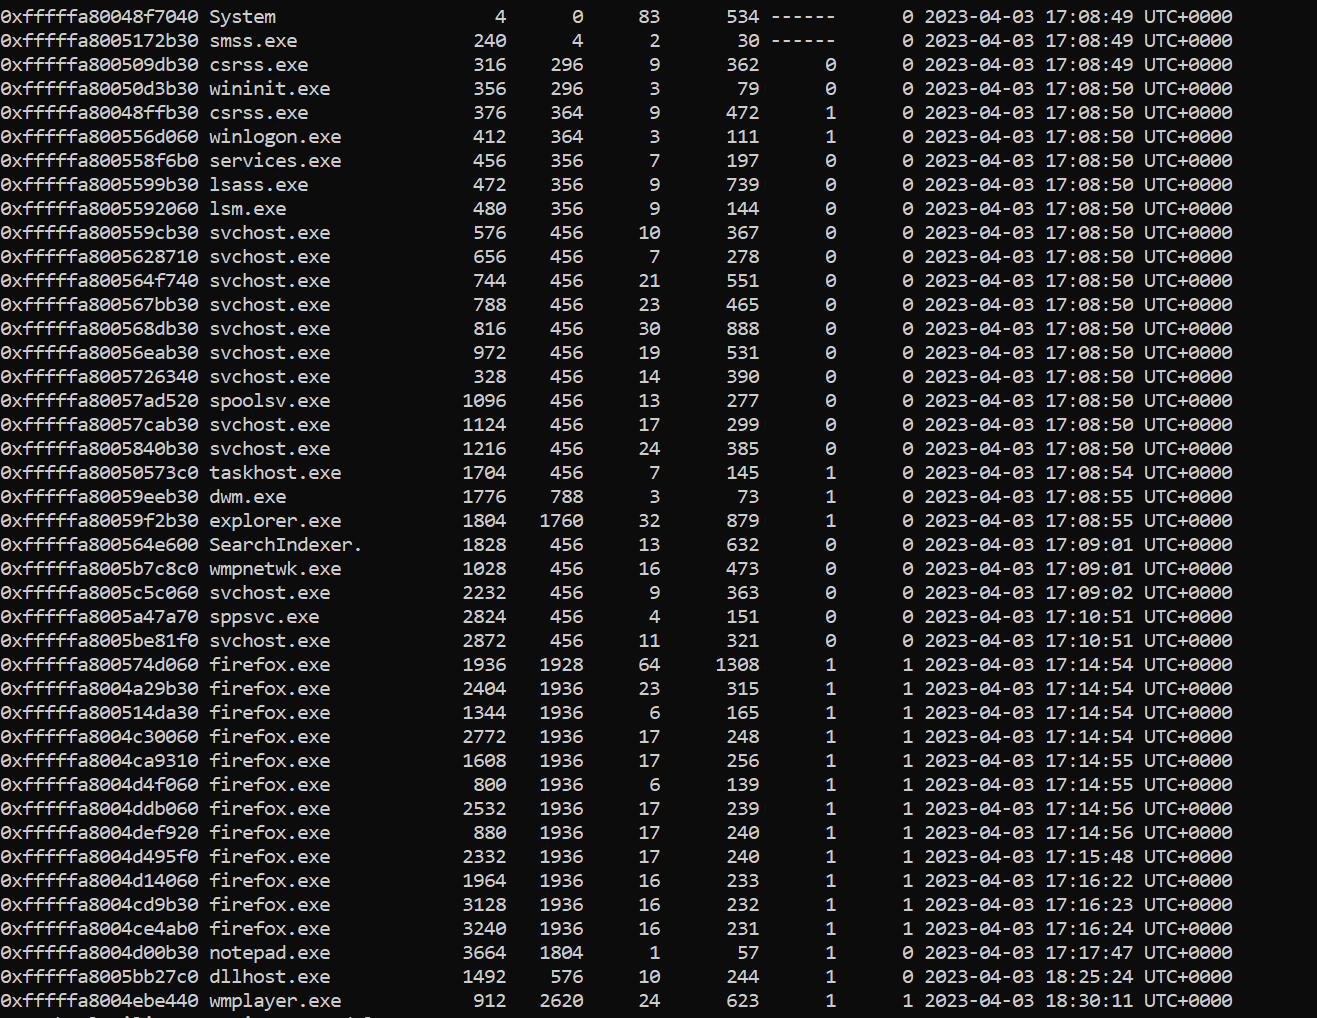 0xfffffa80048f7040 System 4 0 83 534 ------ 0 2023-04-03 17:08:49 UTC+0000
0xfffffa8005172b30 smss.exe 240 4 2 30 ------ 0 2023-04-03 17:08:49 UTC+0000
0xfffffa800509db30 csrss.exe 316 296 9 362 0 0 2023-04-03 17:08:49 UTC+0000
0xfffffa80050d3b30 wininit.exe 356 296 3 79 0 0 2023-04-03 17:08:50 UTC+0000
0xfffffa80048ffb30 csrss.exe 376 364 9 472 1 0 2023-04-03 17:08:50 UTC+0000
0xfffffa800556d060 winlogon.exe 412 364 3 111 1 0 2023-04-03 17:08:50 UTC+0000
0xfffffa800558f6b0 services.exe 456 356 7 197 0 0 2023-04-03 17:08:50 UTC+0000
0xfffffa8005599b30 lsass.exe 472 356 9 739 0 0 2023-04-03 17:08:50 UTC+0000
0xfffffa8005592060 lsm.exe 480 356 9 144 0 0 2023-04-03 17:08:50 UTC+0000
0xfffffa800559cb30 svchost.exe 576 456 10 367 0 0 2023-04-03 17:08:50 UTC+0000
0xfffffa8005628710 svchost.exe 656 456 7 278 0 0 2023-04-03 17:08:50 UTC+0000
0xfffffa800564f740 svchost.exe 744 456 21 551 0 0 2023-04-03 17:08:50 UTC+0000
0xfffffa800567bb30 svchost.exe 788 456 23 465 0 0 2023-04-03 17:08:50 UTC+0000
0xfffffa800568db30 svchost.exe 816 456 30 888 0 0 2023-04-03 17:08:50 UTC+0000
0xfffffa80056eab30 svchost.exe 972 456 19 531 0 0 2023-04-03 17:08:50 UTC+0000
0xfffffa8005726340 svchost.exe 328 456 14 390 0 0 2023-04-03 17:08:50 UTC+0000
0xfffffa80057ad520 spoolsv.exe 1096 456 13 277 0 0 2023-04-03 17:08:50 UTC+0000
0xfffffa80057cab30 svchost.exe 1124 456 17 299 0 0 2023-04-03 17:08:50 UTC+0000
0xfffffa8005840b30 svchost.exe 1216 456 24 385 0 0 2023-04-03 17:08:50 UTC+0000
0xfffffa80050573c0 taskhost.exe 1704 456 7 145 1 0 2023-04-03 17:08:54 UTC+0000
0xfffffa80059eeb30 dwm.exe 1776 788 3 73 1 0 2023-04-03 17:08:55 UTC+0000
0xfffffa80059f2b30 explorer.exe 1804 1760 32 879 1 0 2023-04-03 17:08:55 UTC+0000
0xfffffa800564e600 SearchIndexer. 1828 456 13 632 0 0 2023-04-03 17:09:01 UTC+0000
0xfffffa8005b7c8c0 wmpnetwk.exe 1028 456 16 473 0 0 2023-04-03 17:09:01 UTC+0000
0xfffffa8005c5c060 svchost.exe 2232 456 9 363 0 0 2023-04-03 17:09:02 UTC+0000
0xfffffa8005a47a70 sppsvc.exe 2824 456 4 151 0 0 2023-04-03 17:10:51 UTC+0000
0xfffffa8005be81f0 svchost.exe 2872 456 11 321 0 0 2023-04-03 17:10:51 UTC+0000
0xfffffa800574d060 firefox.exe 1936 1928 64 1308 1 1 2023-04-03 17:14:54 UTC+0000
0xfffffa8004a29b30 firefox.exe 2404 1936 23 315 1 1 2023-04-03 17:14:54 UTC+0000
0xfffffa800514da30 firefox.exe 1344 1936 6 165 1 1 2023-04-03 17:14:54 UTC+0000
0xfffffa8004c30060 firefox.exe 2772 1936 17 248 1 1 2023-04-03 17:14:54 UTC+0000
0xfffffa8004ca9310 firefox.exe 1608 1936 17 256 1 1 2023-04-03 17:14:55 UTC+0000
0xfffffa8004d4f060 firefox.exe 800 1936 6 139 1 1 2023-04-03 17:14:55 UTC+0000
0xfffffa8004ddb060 firefox.exe 2532 1936 17 239 1 1 2023-04-03 17:14:56 UTC+0000
0xfffffa8004def920 firefox.exe 880 1936 17 240 1 1 2023-04-03 17:14:56 UTC+0000
0xfffffa8004d495f0 firefox.exe 2332 1936 17 240 1 1 2023-04-03 17:15:48 UTC+0000
0xfffffa8004d14060 firefox.exe 1964 1936 16 233 1 1 2023-04-03 17:16:22 UTC+0000
0xfffffa8004cd9b30 firefox.exe 3128 1936 16 232 1 1 2023-04-03 17:16:23 UTC+0000
0xfffffa8004ce4ab0 firefox.exe 3240 1936 16 231 1 1 2023-04-03 17:16:24 UTC+0000
0xfffffa8004d00b30 notepad.exe 3664 1804 1 57 1 0 2023-04-03 17:17:47 UTC+0000
0xfffffa8005bb27c0 dllhost.exe 1492 576 10 244 1 0 2023-04-03 18:25:24 UTC+0000
0xfffffa8004ebe440 wmplayer.exe 912 2620 24 623 1 1 2023-04-03 18:30:11 UTC+0000